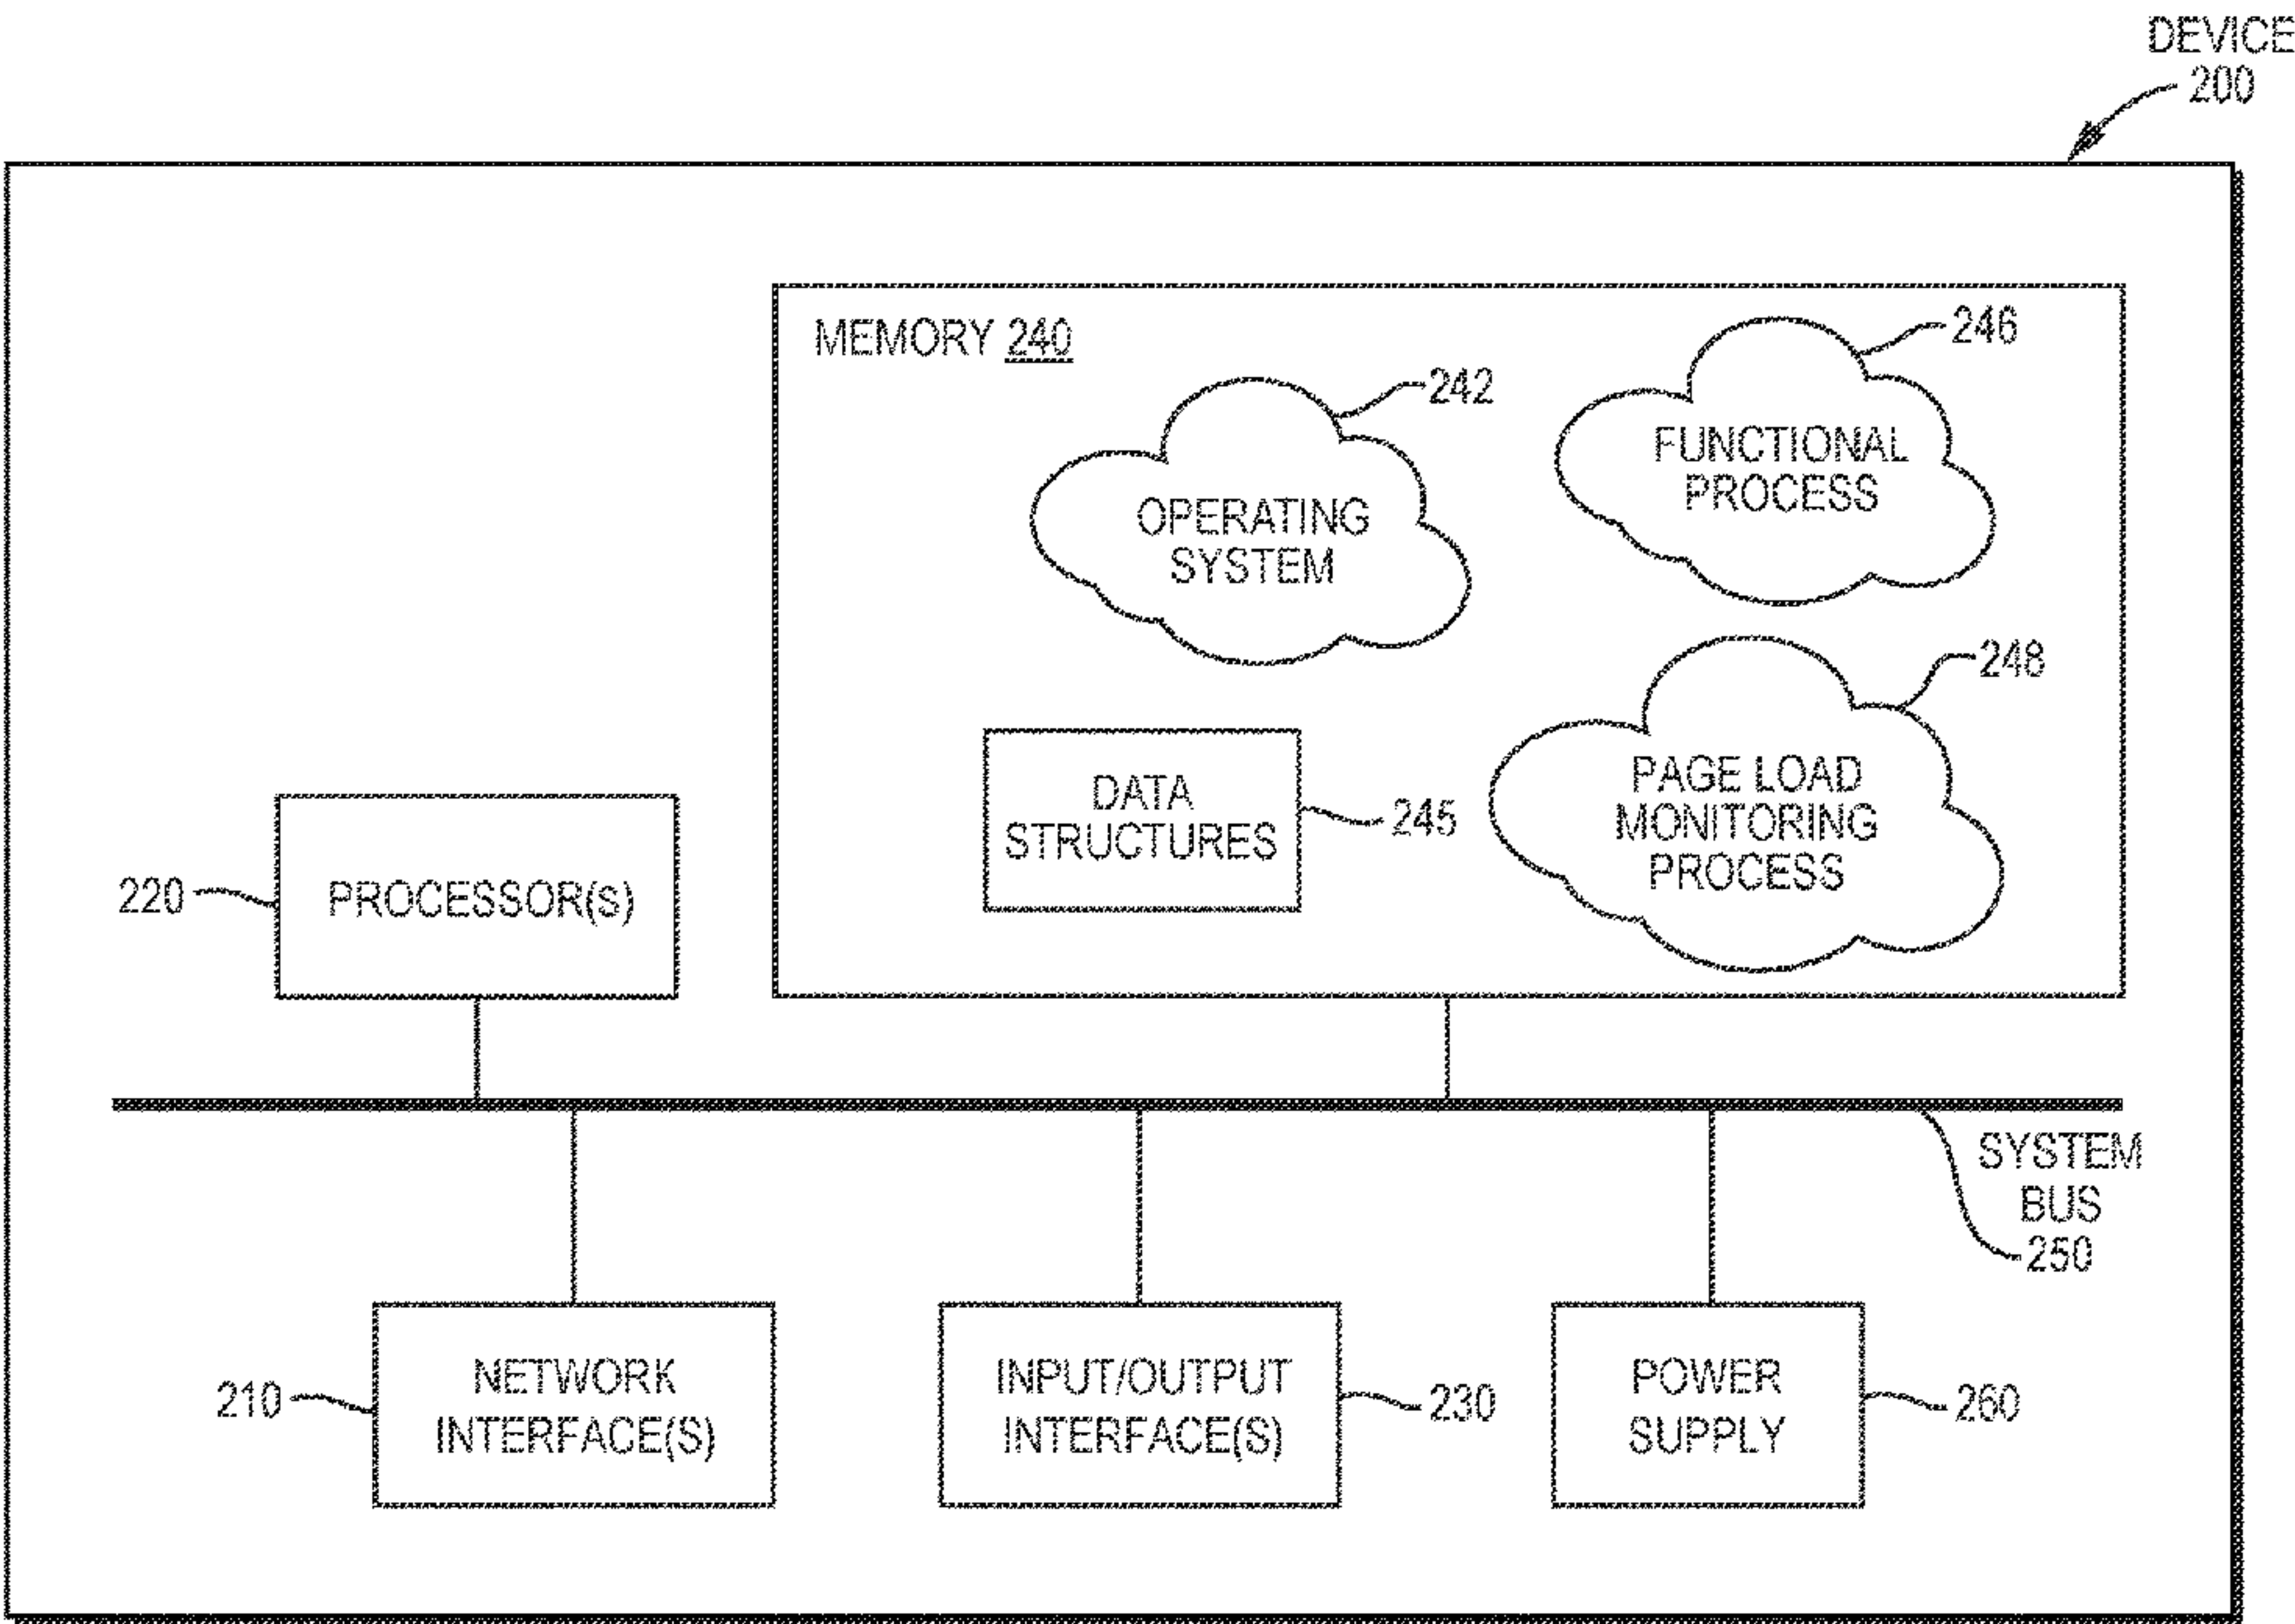 DEVICE
200
MEMORY 240
246
242
FUNCTIONAL
PROCESS
OPERATING
SYSTEM
248
DATA
STRUCTURES
245
PAGE LOAD
MONITORING
PROCESS
220
PROCESSOR(s)
SYSTEM
BUS
250
210
NETWORK
INTERFACE(S)
INPUT/OUTPUT
INTERFACE(S)
230
POWER
SUPPLY
260